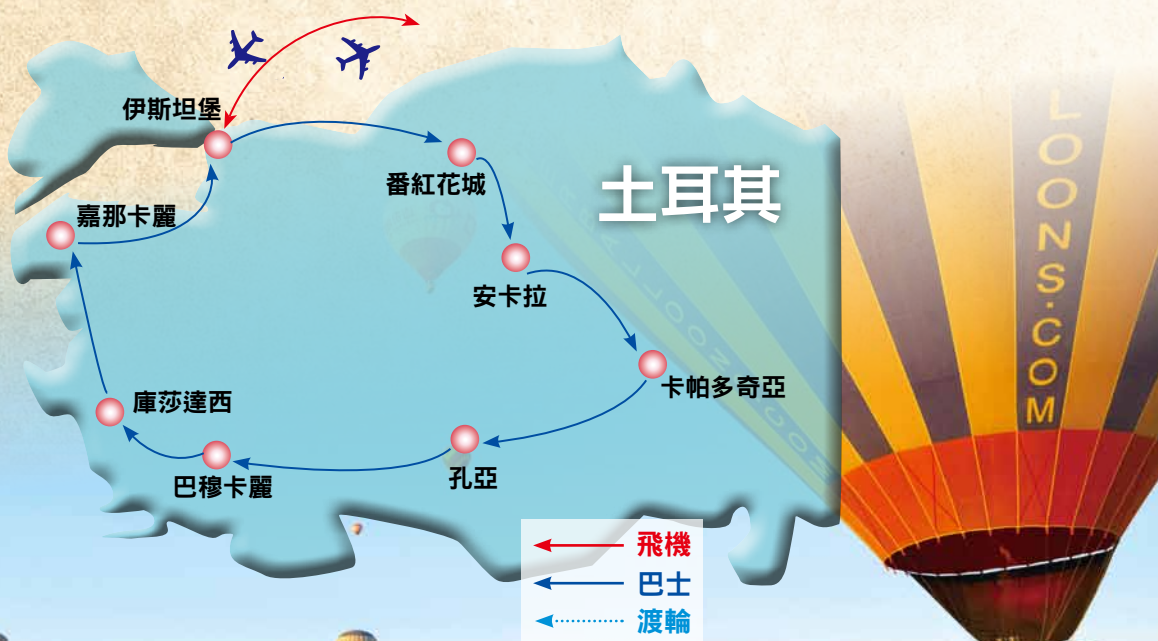 伊斯坦堡
番紅花城
土耳其
嘉那卡麗
安卡拉
卡帕多奇亞
庫莎達西
孔亞
巴穆卡麗
飛機
巴士
渡輪
LOONS.COM